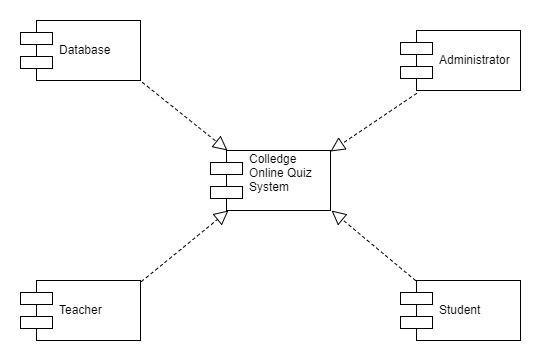 Database
Administrator
Colledge
Online Quiz
System
Teacher
Student